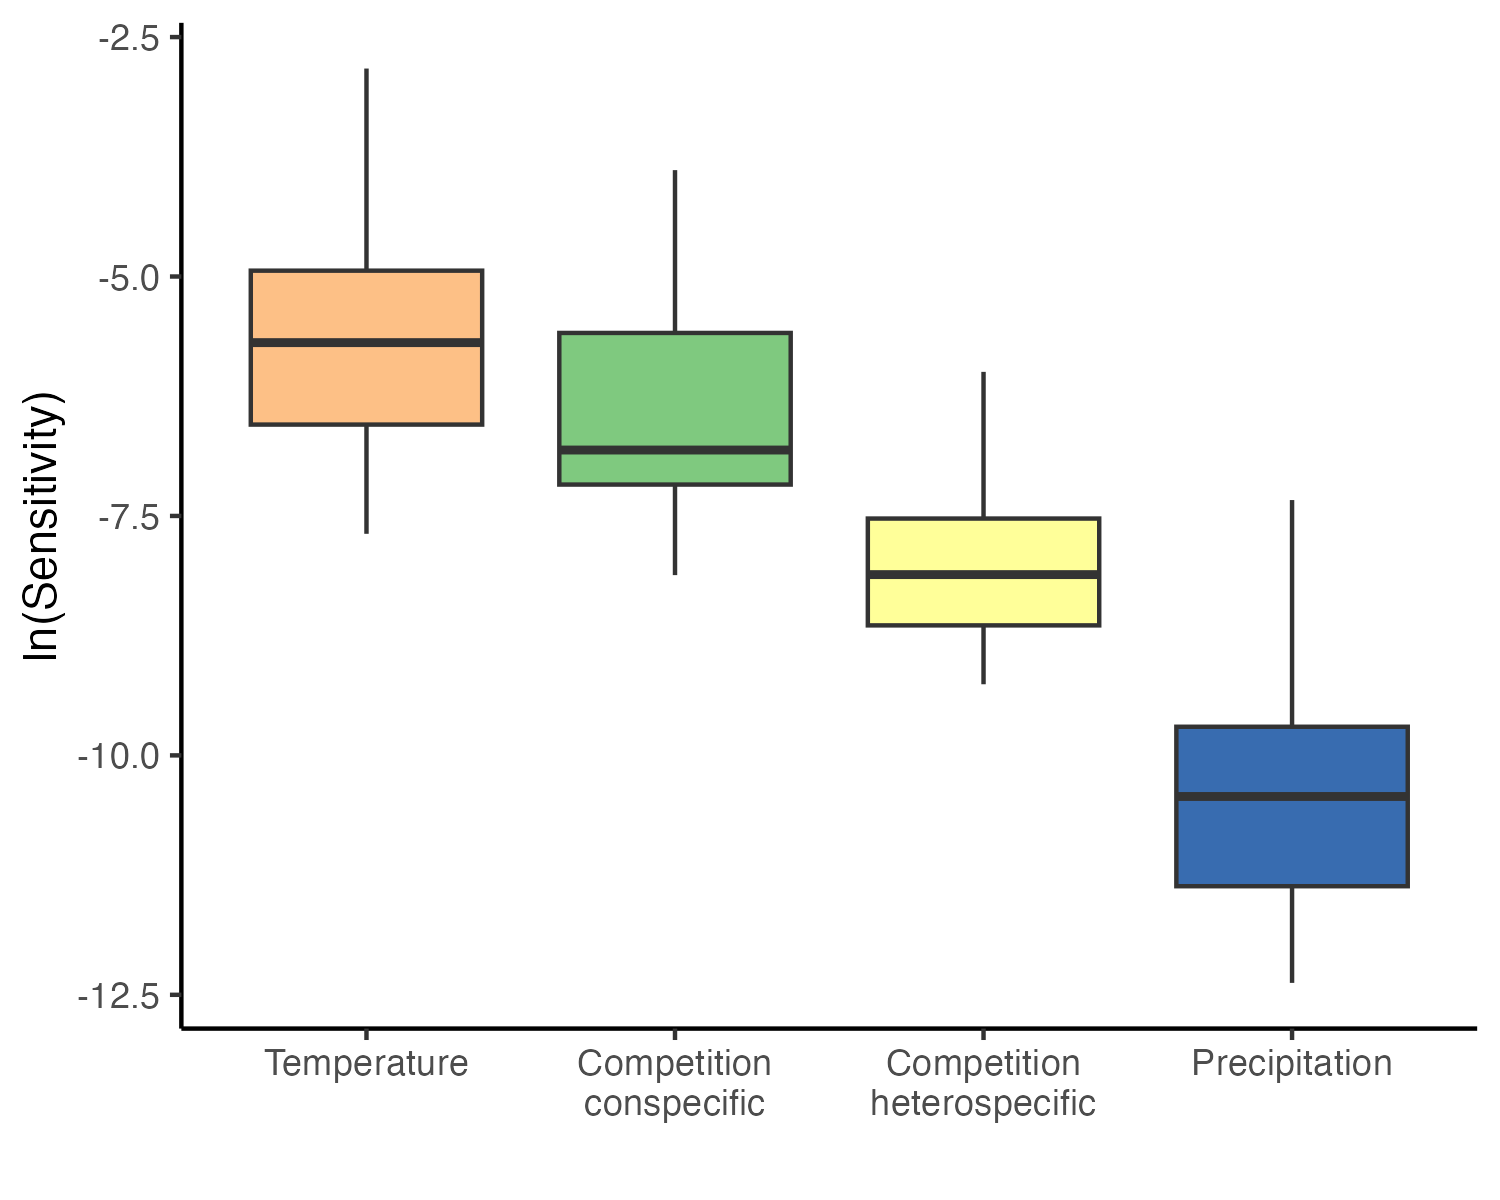 ln(Sensitivity)
-2.5
-5.0
-7.5
-10.0
-12.5
Temperature
Competition
conspecific
Competition
heterospecific
Precipitation